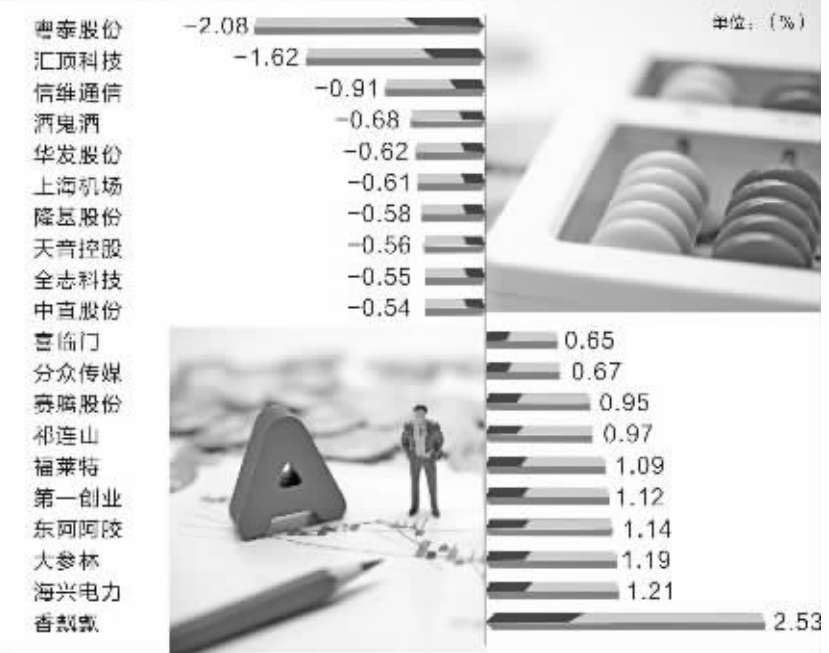 单位:(%)
粤泰股份 -2.08
汇顶科技 -1.62
信维通信 -0.91
酒鬼酒 -0.68
华发股份 -0.62
上海机场 -0.61
隆基股份 -0.58
天音控股 -0.56
全志科技 -0.55
中直股份 -0.54
喜临门 0.65
分众传媒 0.67
赛腾股份 0.95
祁连山 0.97
福莱特 1.09
第一创业 1.12
东阿阿胶 1.14
大参林 1.19
海兴电力 1.21
香飘飘 2.53